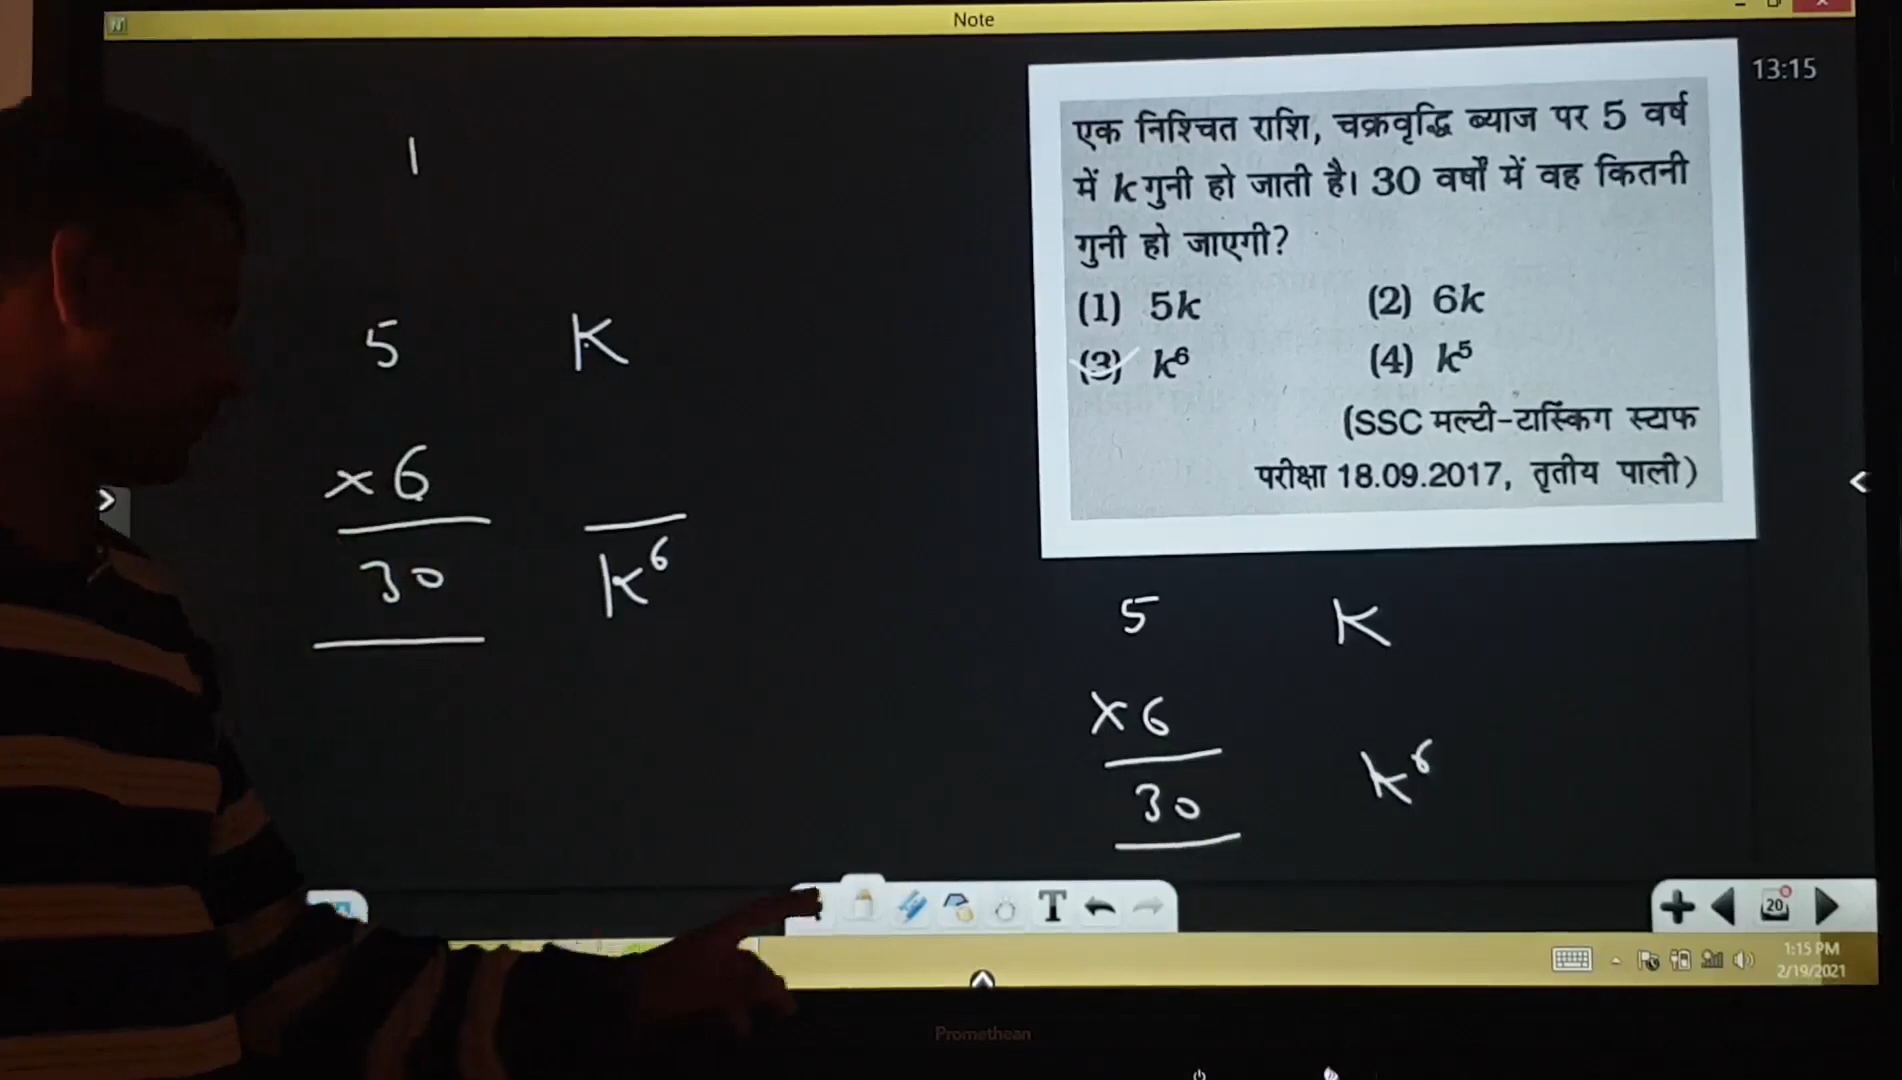 Note
13:15
एक निश्चित राशि, चक्रवृद्धि ब्याज पर 5 वर्ष
में k गुनी हो जाती है। 30 वर्षों में वह कितनी
गुनी हो जाएगी?
(1) 5k (2) 6k
(3) k⁶ (4) k⁵
(SSC मल्टी-टास्किंग स्टाफ
परीक्षा 18.09.2017, तृतीय पाली)
1
5 K
×6
30 K⁶
5 K
×6
30 K⁶
T
20
1:15 PM
2/19/2021
Promethean